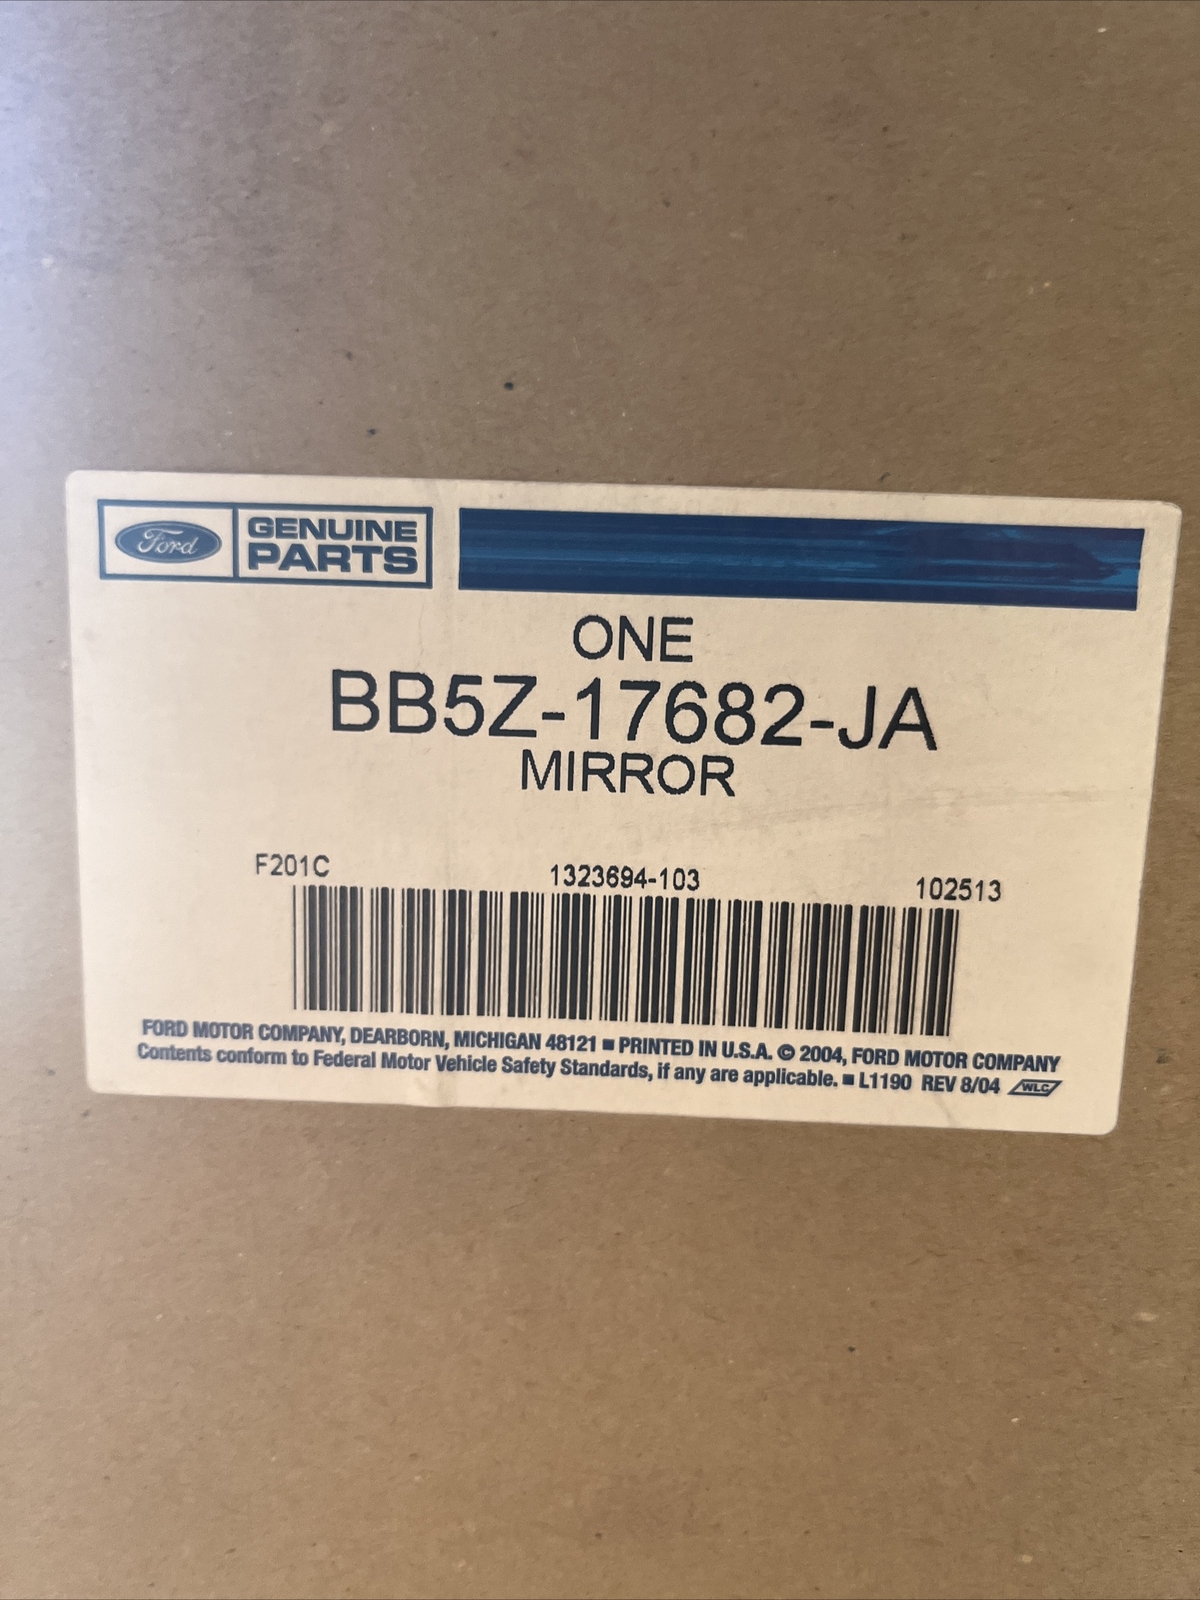 Ford
GENUINE
PARTS
ONE
BB5Z-17682-JA
MIRROR
F201C 1323694-103 102513
FORD MOTOR COMPANY, DEARBORN, MICHIGAN 48121 ■ PRINTED IN U.S.A. © 2004, FORD MOTOR COMPANY
Contents conform to Federal Motor Vehicle Safety Standards, if any are applicable. ■ L1190 REV 8/04 WLC